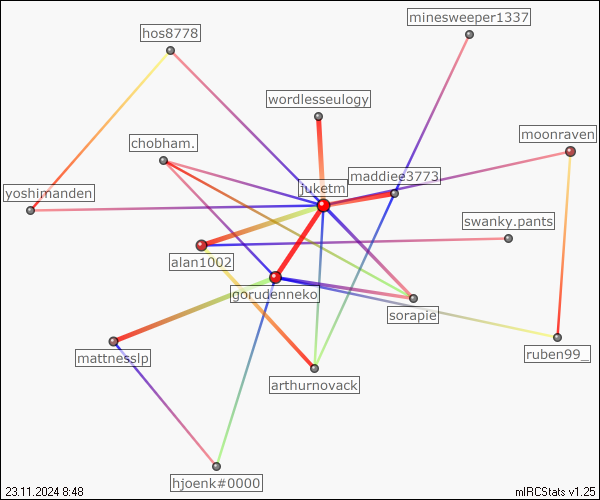 minesweeper1337
hos8778
wordlesseulogy
chobham.
moonraven
maddiee3773
juketm
yoshimanden
swanky.pants
alan1002
gorudenneko
sorapie
mattnesslp
ruben99_
arthurnovack
hjoenk#0000
23.11.2024 8:48
mIRCStats v1.25